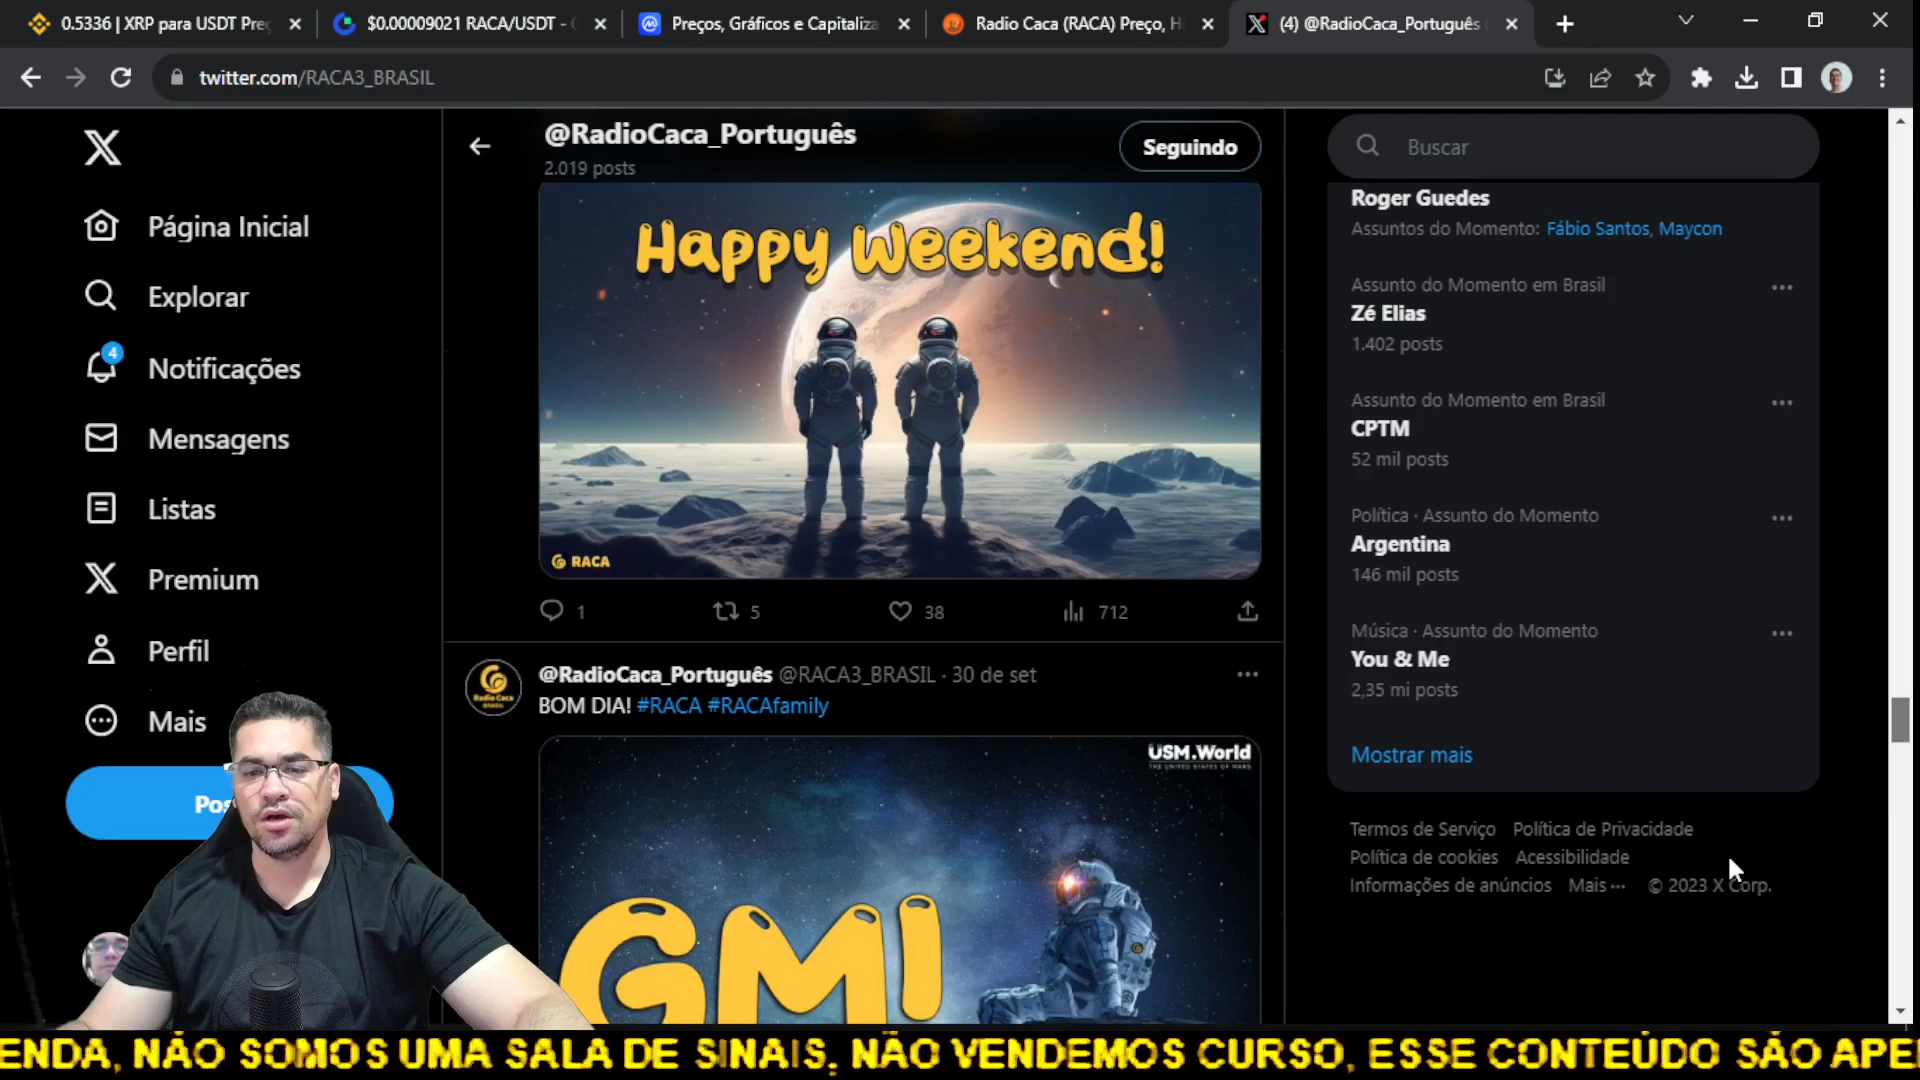 0.5336 | XRP para USDT Pre
$0.00009021 RACA/USDT -
Preços, Gráficos e Capitaliza
Radio Caca (RACA) Preço, H
(4) @RadioCaca_Português
twitter.com/RACA3_BRASIL
Página Inicial
Explorar
4
Notificações
Mensagens
Listas
Premium
Perfil
Mais
Pos
@RadioCaca_Português
2.019 posts
Seguindo
Happy Weekend!
RACA
1
5
38
712
@RadioCaca_Português @RACA3_BRASIL · 30 de set
BOM DIA! #RACA #RACAfamily
USM.World
THE UNITED STATES OF MARS
GM!
Buscar
Roger Guedes
Assuntos do Momento: Fábio Santos, Maycon
Assunto do Momento em Brasil
Zé Elias
1.402 posts
Assunto do Momento em Brasil
CPTM
52 mil posts
Política · Assunto do Momento
Argentina
146 mil posts
Música · Assunto do Momento
You & Me
2,35 mi posts
Mostrar mais
Termos de Serviço Política de Privacidade
Política de cookies Acessibilidade
Informações de anúncios Mais ··· © 2023 X Corp.
ENDA, NÃO SOMOS UMA SALA DE SINAIS, NÃO VENDEMOS CURSO, ESSE CONTEÚDO SÃO APE